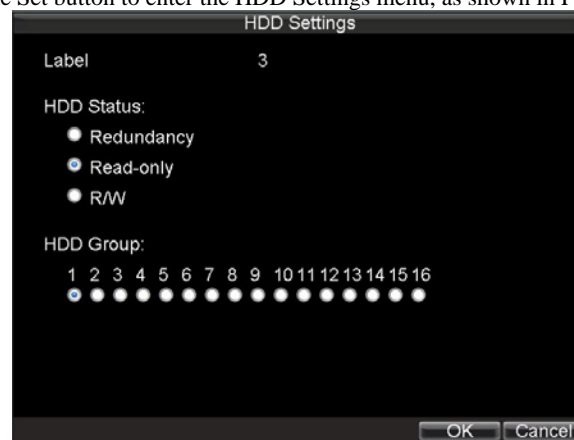 e Set button to enter the HDD Settings menu, as shown in F
HDD Settings
Label 3
HDD Status:
Redundancy
Read-only
R/W
HDD Group:
1 2 3 4 5 6 7 8 9 10 11 12 13 14 15 16
OK Cancel